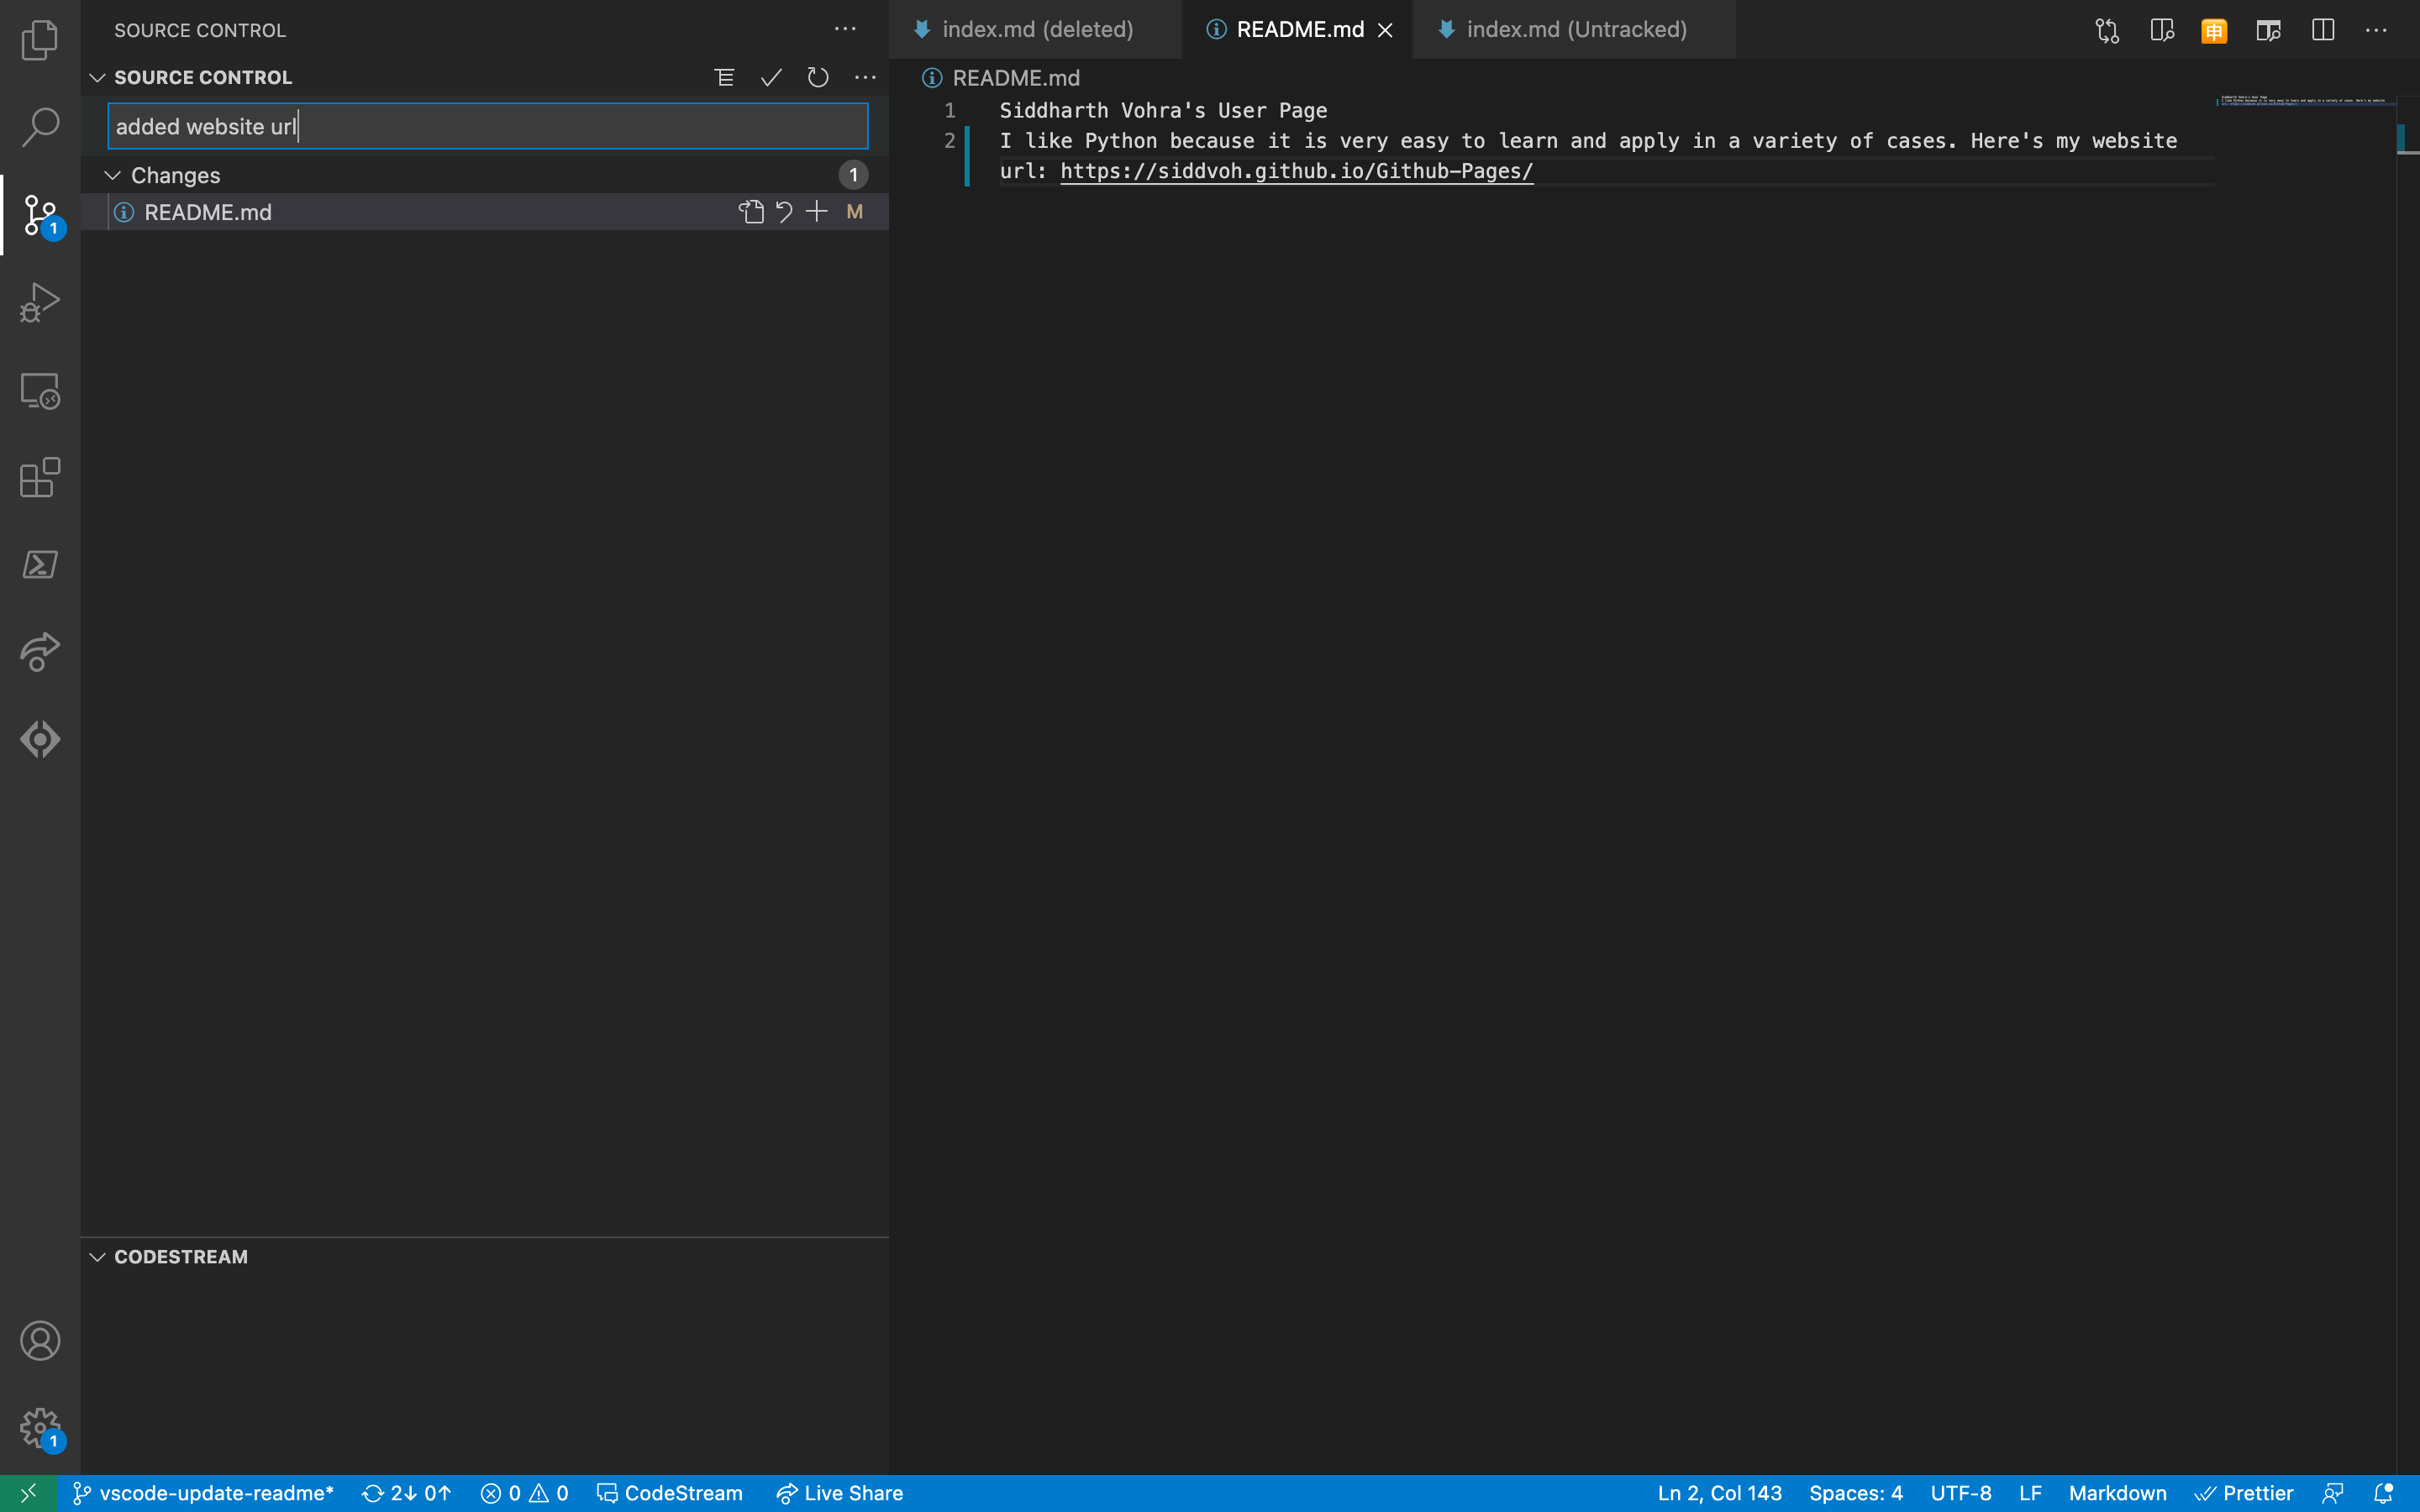 SOURCE CONTROL
SOURCE CONTROL
added website url
Changes
1
README.md
M
1
CODESTREAM
1
index.md (deleted)
README.md
index.md (Untracked)
申
README.md
1 Siddharth Vohra's User Page
2 I like Python because it is very easy to learn and apply in a variety of cases. Here's my website
url: https://siddvoh.github.io/Github-Pages/
vscode-update-readme* 2↓ 0↑ 0 0 CodeStream Live Share
Ln 2, Col 143 Spaces: 4 UTF-8 LF Markdown Prettier